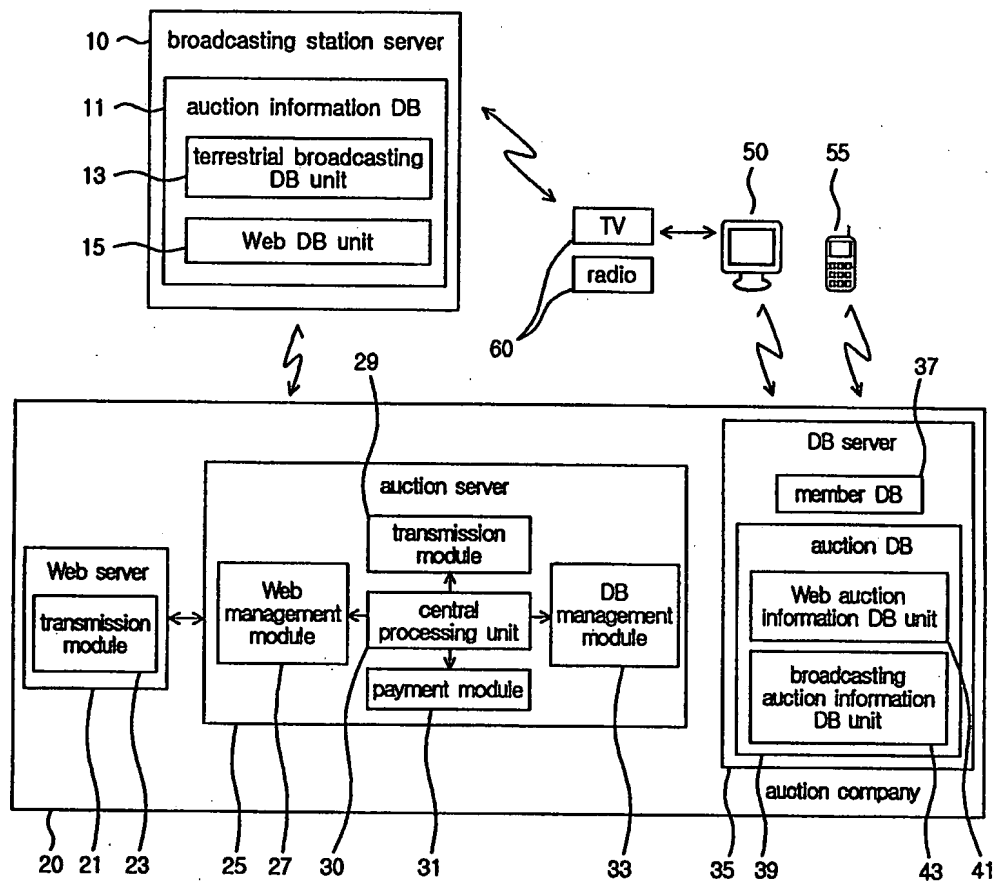 10
broadcasting station server
11
auction information DB
13
terrestrial broadcasting
DB unit
15
Web DB unit
TV
radio
60
50
55
29
37
DB server
member DB
auction server
auction DB
transmission
module
Web server
transmission
module
Web
management
module
central
processing unit
DB
management
module
payment module
Web auction
information DB unit
broadcasting
auction information
DB unit
auction company
20
21
23
25
27
30
31
33
35
39
43
41